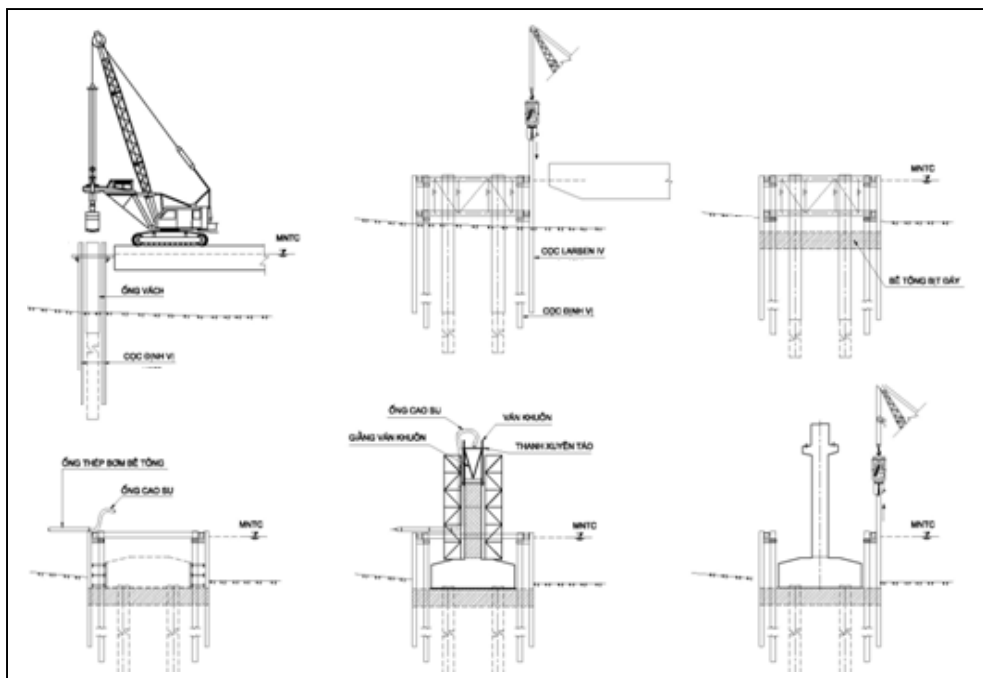 MNTC
ỐNG VÁCH
CỌC ĐỊNH VỊ
CỌC LARSEN IV
CỌC ĐỊNH VỊ
MNTC
BÊ TÔNG BỊT ĐÁY
ỐNG THÉP BƠM BÊ TÔNG
ỐNG CAO SU
MNTC
ỐNG CAO SU
VÁN KHUÔN
GIẰNG VÁN KHUÔN
THANH XUYÊN TÁO
MNTC
MNTC